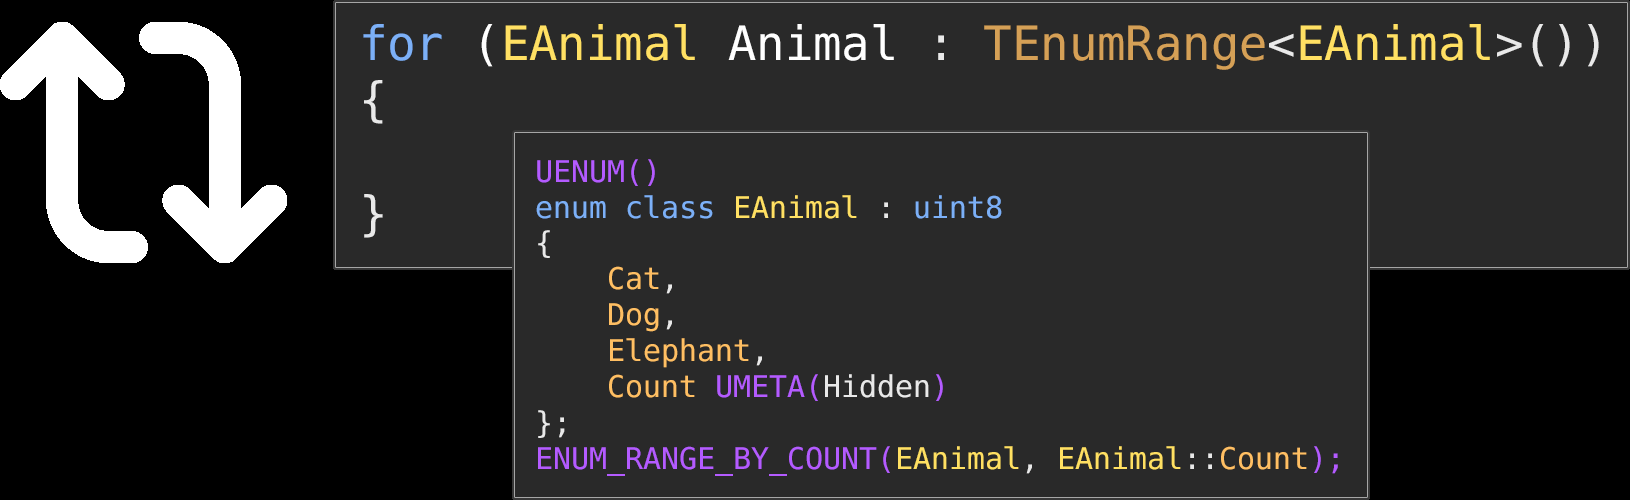 for (EAnimal Animal : TEnumRange<EAnimal>())
{
}
UENUM()
enum class EAnimal : uint8
{
    Cat,
    Dog,
    Elephant,
    Count UMETA(Hidden)
};
ENUM_RANGE_BY_COUNT(EAnimal, EAnimal::Count);